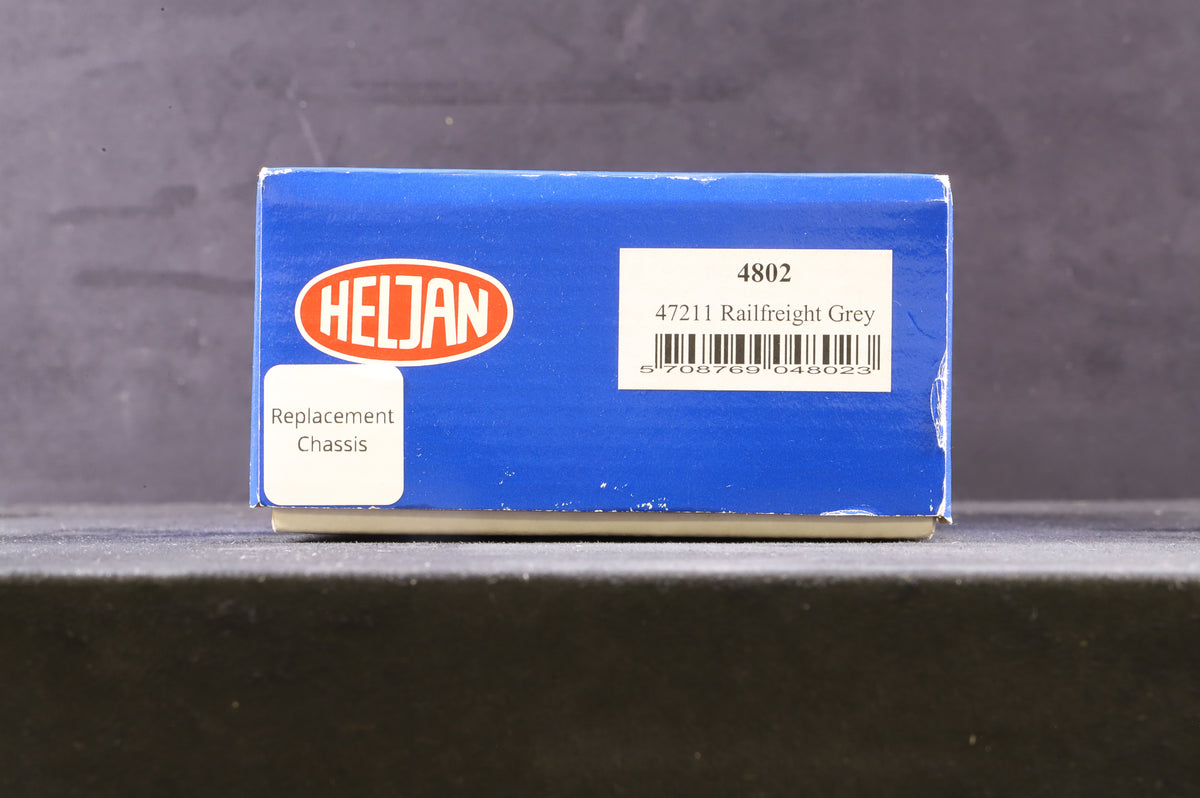 HELJAN
4802
47211 Railfreight Grey
5 708769 048023
Replacement
Chassis